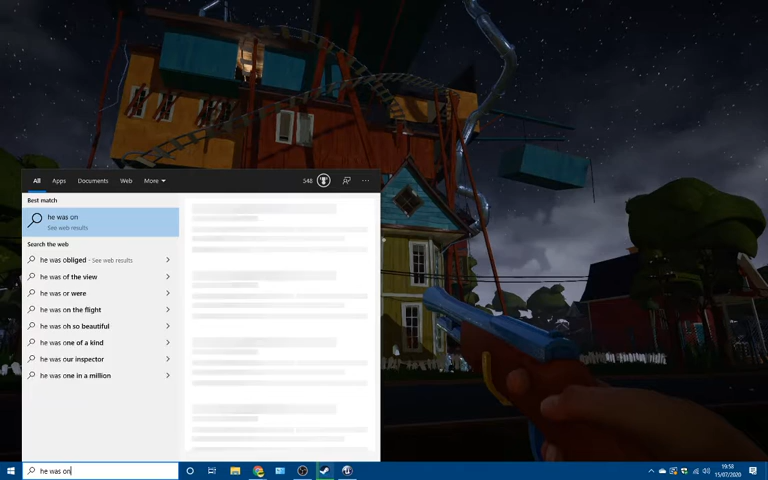 All Apps Documents Web More 548
Best match
he was on
See web results
Search the web
he was obliged - See web results
he was of the view
he was or were
he was on the flight
he was oh so beautiful
he was one of a kind
he was our inspector
he was one in a million
he was on
19:58
15/07/2020